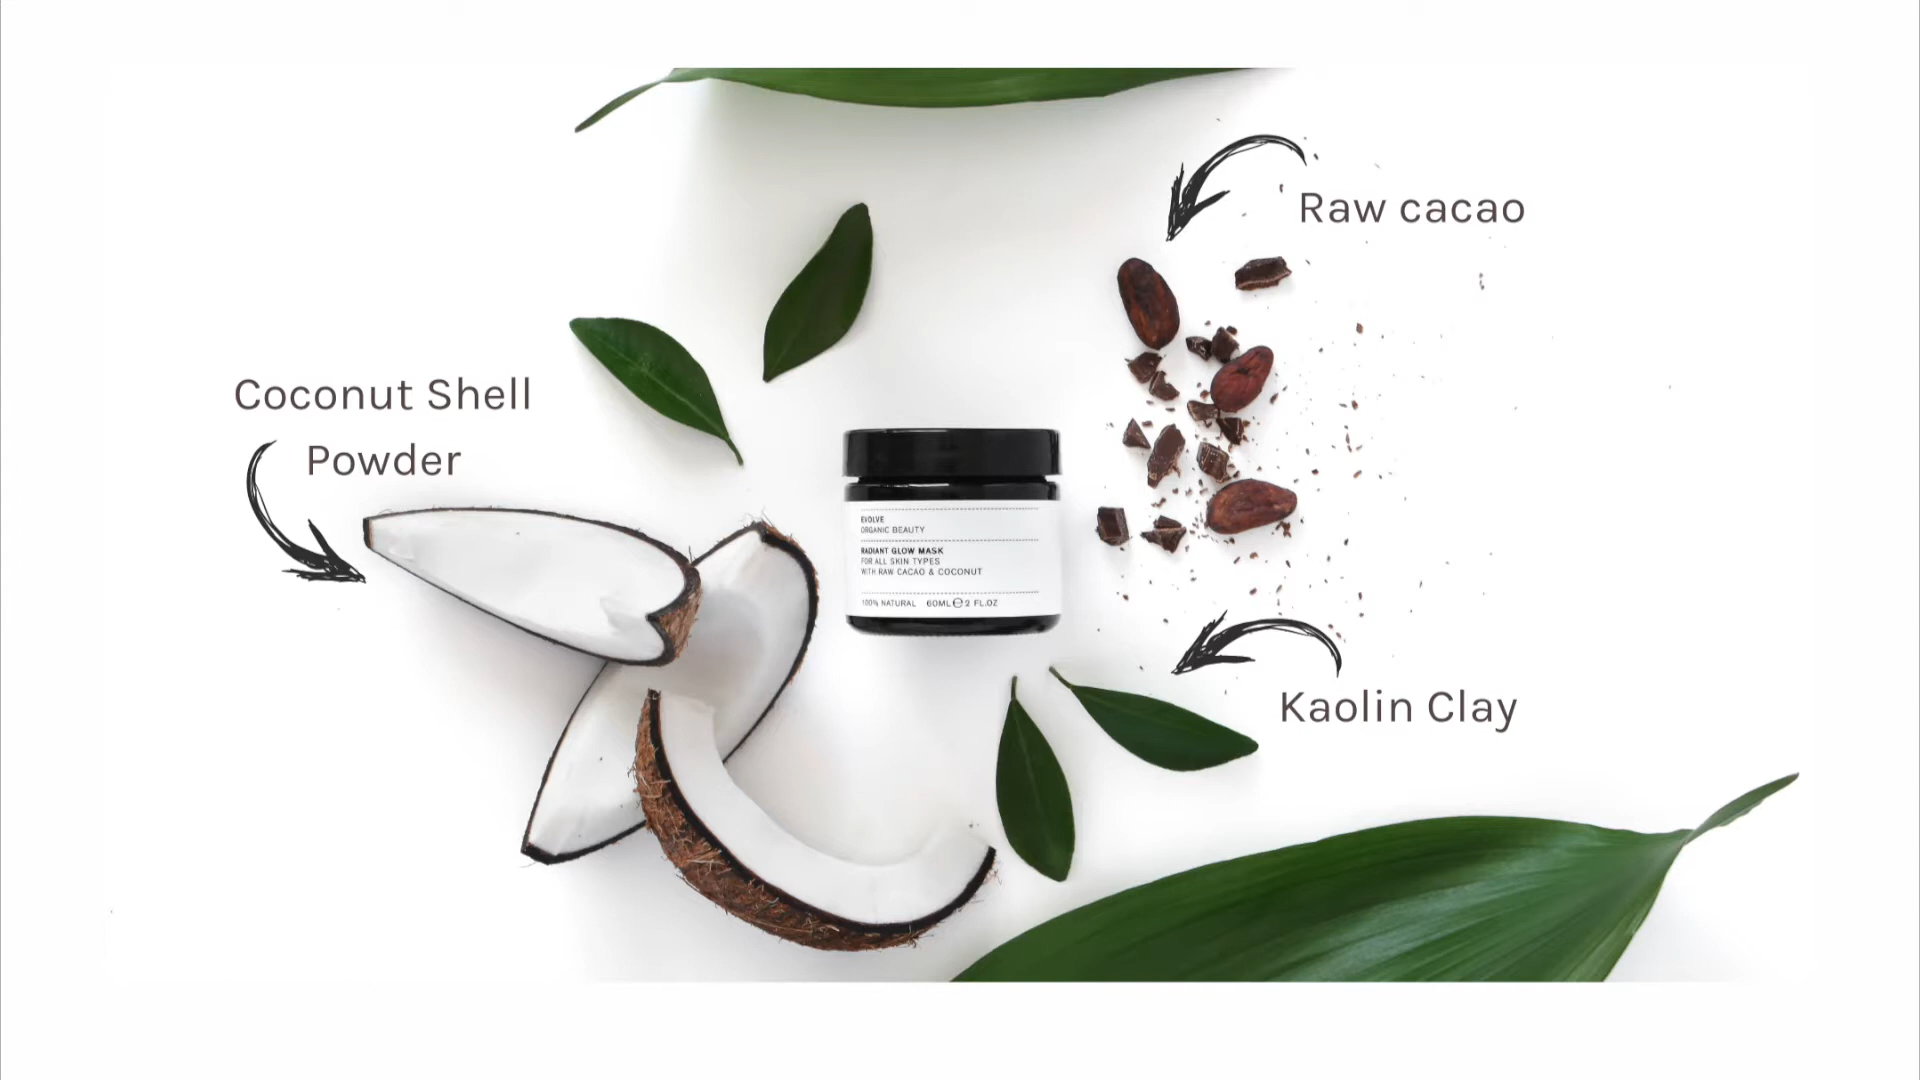 Raw cacao
Coconut Shell
Powder
EVOLVE
ORGANIC BEAUTY
RADIANT GLOW MASK
FOR ALL SKIN TYPES
WITH RAW CACAO & COCONUT
100% NATURAL 60ML ℮ 2 FL.OZ
Kaolin Clay